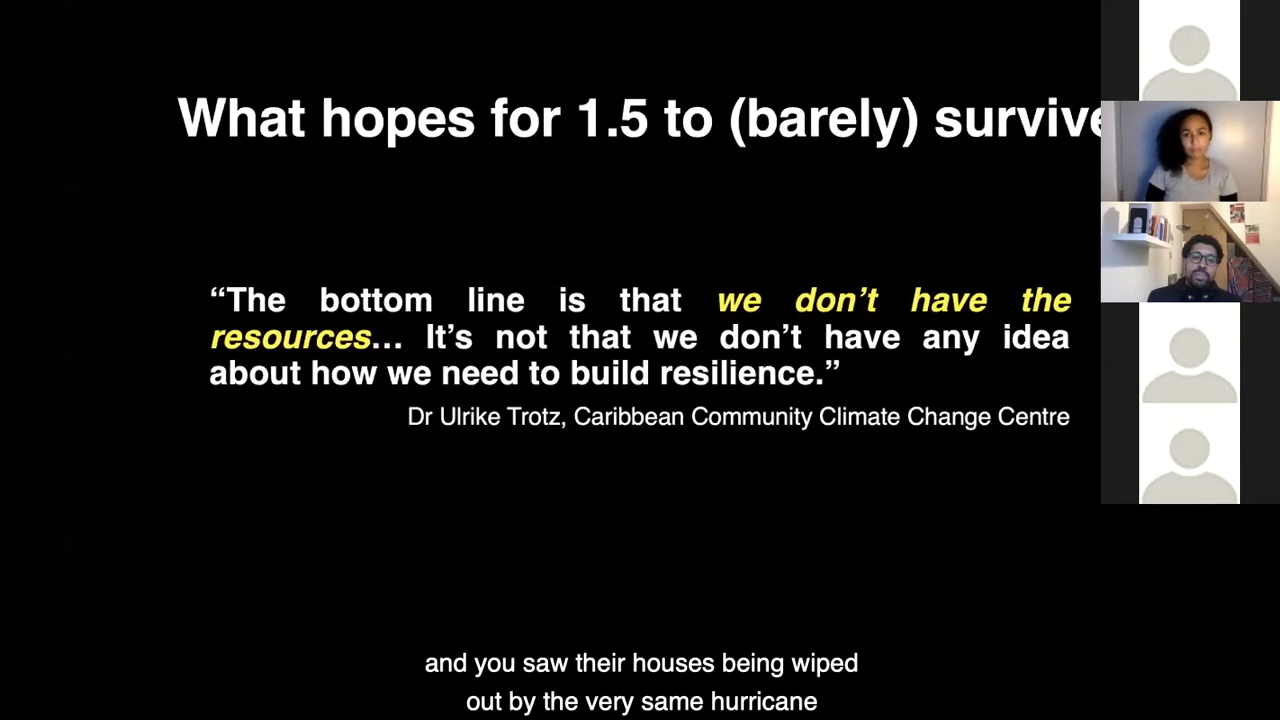 What hopes for 1.5 to (barely) survive
“The bottom line is that we don’t have the
resources… It’s not that we don’t have any idea
about how we need to build resilience.”
Dr Ulrike Trotz, Caribbean Community Climate Change Centre
and you saw their houses being wiped
out by the very same hurricane